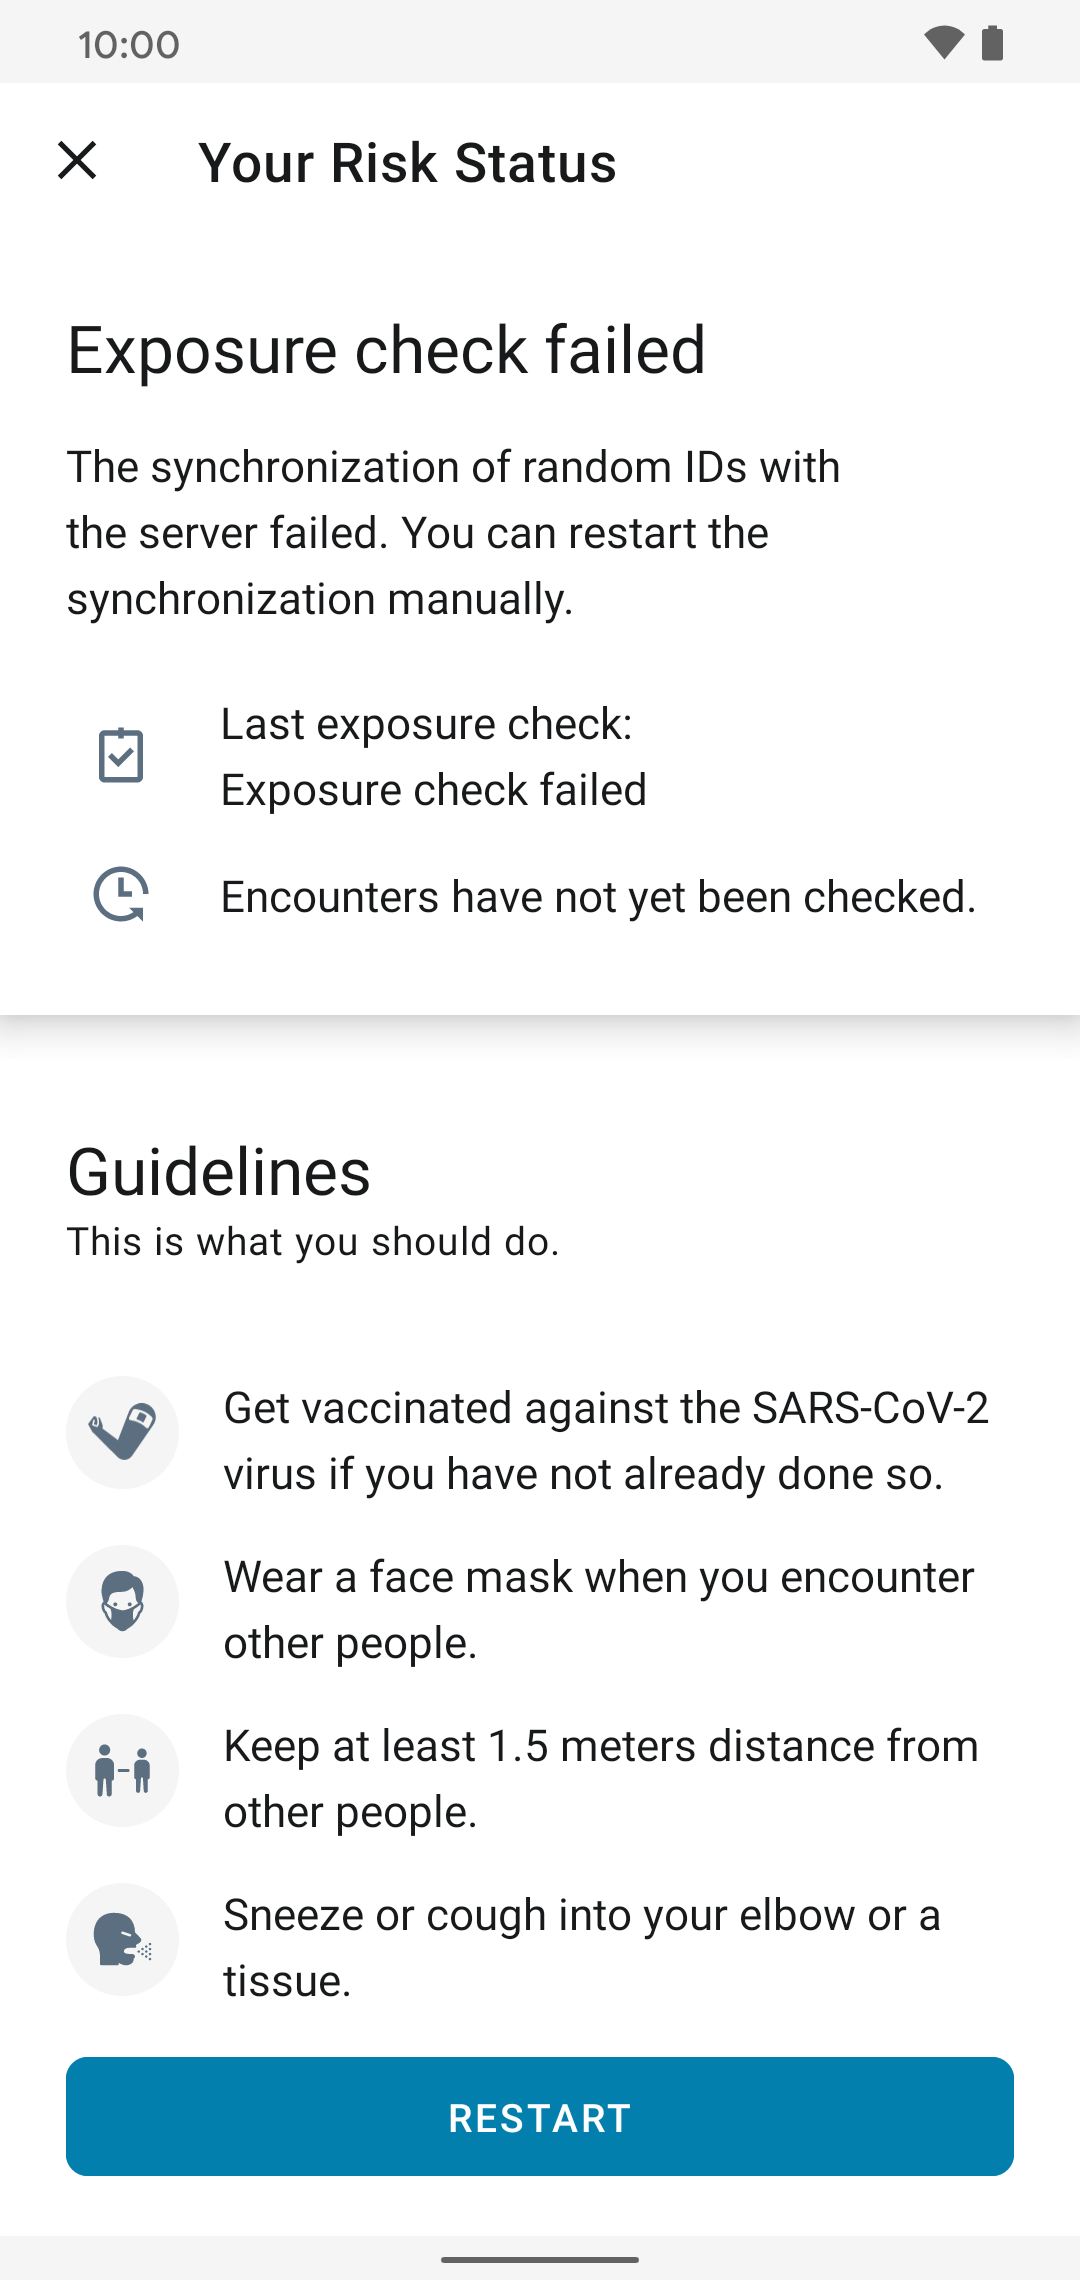 10:00
Your Risk Status
Exposure check failed
The synchronization of random IDs with
the server failed. You can restart the
synchronization manually.
Last exposure check:
Exposure check failed
Encounters have not yet been checked.
Guidelines
This is what you should do.
Get vaccinated against the SARS-CoV-2
virus if you have not already done so.
Wear a face mask when you encounter
other people.
Keep at least 1.5 meters distance from
other people.
Sneeze or cough into your elbow or a
tissue.
RESTART